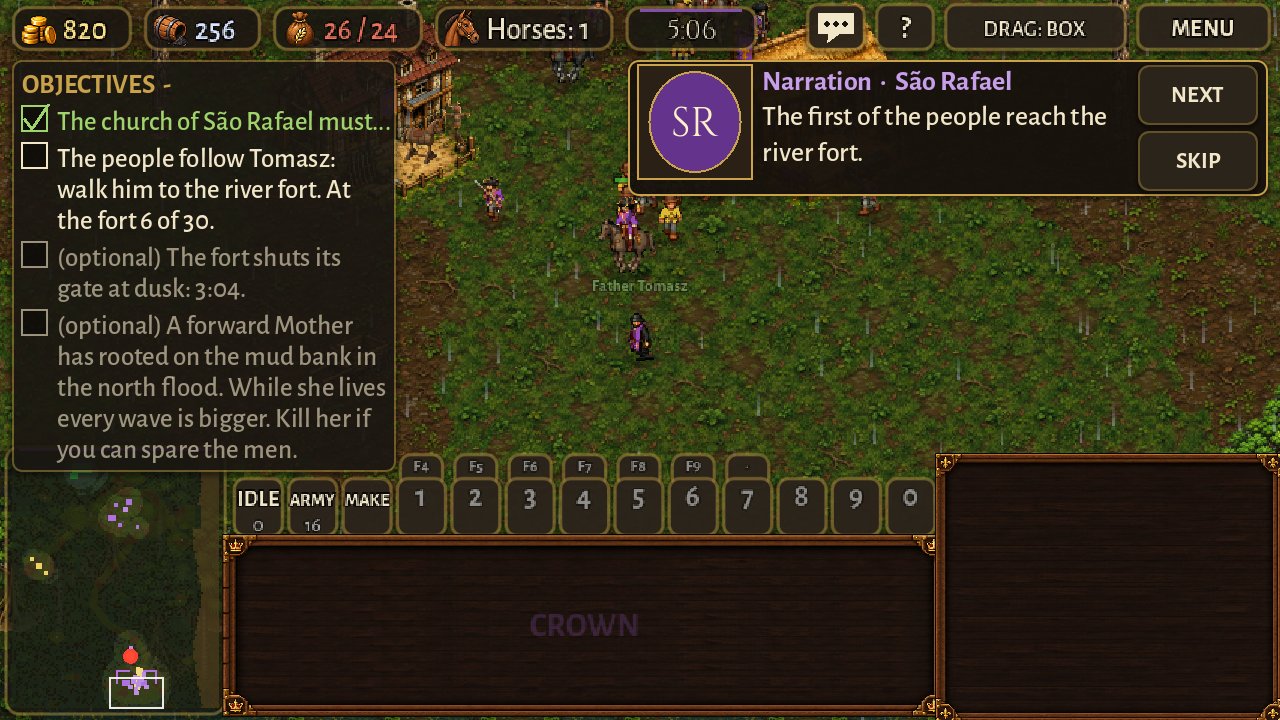 820
256
26 / 24
Horses: 1
5:06
?
DRAG: BOX
MENU
OBJECTIVES -
The church of São Rafael must...
The people follow Tomasz:
walk him to the river fort. At
the fort 6 of 30.
(optional) The fort shuts its
gate at dusk: 3:04.
(optional) A forward Mother
has rooted on the mud bank in
the north flood. While she lives
every wave is bigger. Kill her if
you can spare the men.
SR
Narration · São Rafael
The first of the people reach the
river fort.
NEXT
SKIP
Father Tomasz
F4 F5 F6 F7 F8 F9 ·
IDLE ARMY MAKE 1 2 3 4 5 6 7 8 9 0
0 16
CROWN